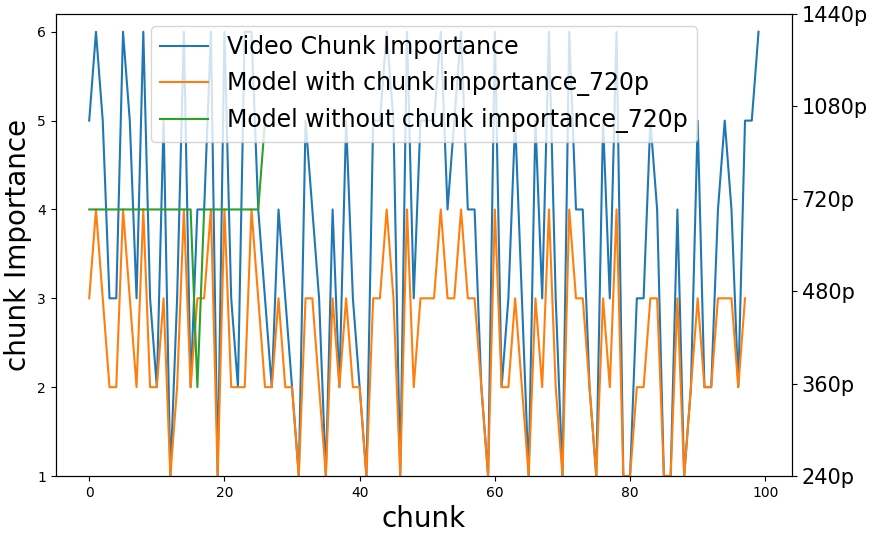 Video Chunk Importance
Model with chunk importance_720p
Model without chunk importance_720p
chunk Importance
6
5
4
3
2
1
1440p
1080p
720p
480p
360p
240p
0
20
40
60
80
100
chunk